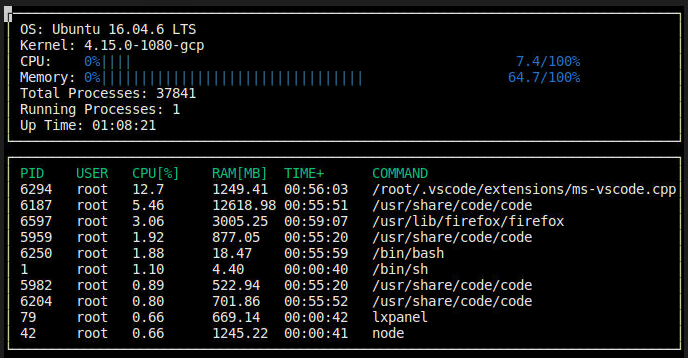 OS: Ubuntu 16.04.6 LTS
Kernel: 4.15.0-1080-gcp
CPU: 0%|||| 7.4/100%
Memory: 0%||||||||||||||||||||||||||||||||| 64.7/100%
Total Processes: 37841
Running Processes: 1
Up Time: 01:08:21
PID USER CPU[%] RAM[MB] TIME+ COMMAND
6294 root 12.7 1249.41 00:56:03 /root/.vscode/extensions/ms-vscode.cpp
6187 root 5.46 12618.98 00:55:51 /usr/share/code/code
6597 root 3.06 3005.25 00:59:07 /usr/lib/firefox/firefox
5959 root 1.92 877.05 00:55:20 /usr/share/code/code
6250 root 1.88 18.47 00:55:59 /bin/bash
1 root 1.10 4.40 00:00:40 /bin/sh
5982 root 0.89 522.94 00:55:20 /usr/share/code/code
6204 root 0.80 701.86 00:55:52 /usr/share/code/code
79 root 0.66 669.14 00:00:42 lxpanel
42 root 0.66 1245.22 00:00:41 node